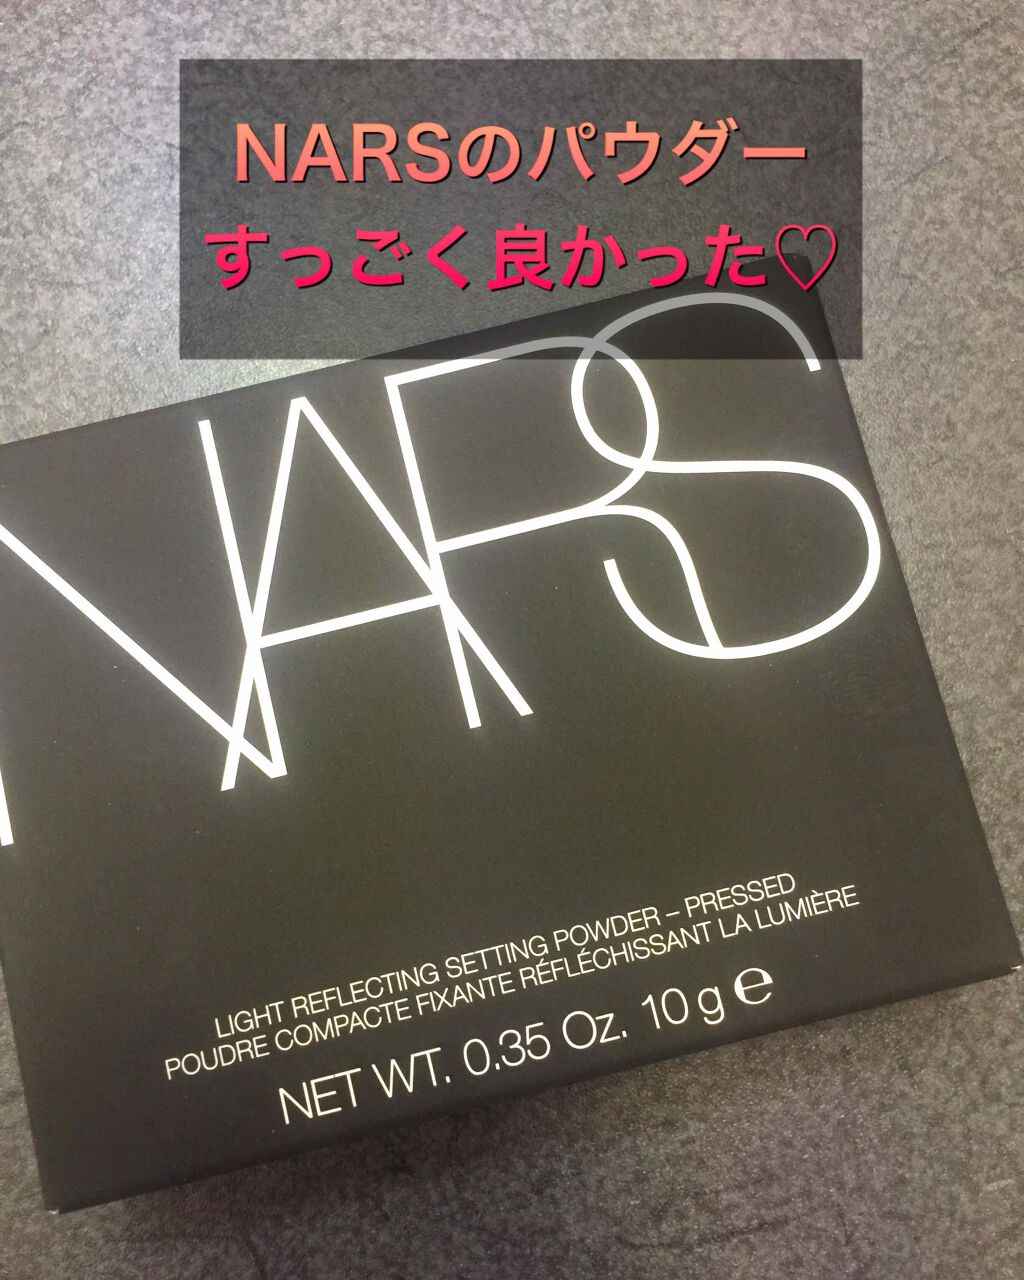 NARSのパウダー
すっごく良かった♡
NARS
LIGHT REFLECTING SETTING POWDER – PRESSED
POUDRE COMPACTE FIXANTE RÉFLÉCHISSANT LA LUMIÈRE
NET WT. 0.35 Oz. 10 g ℮